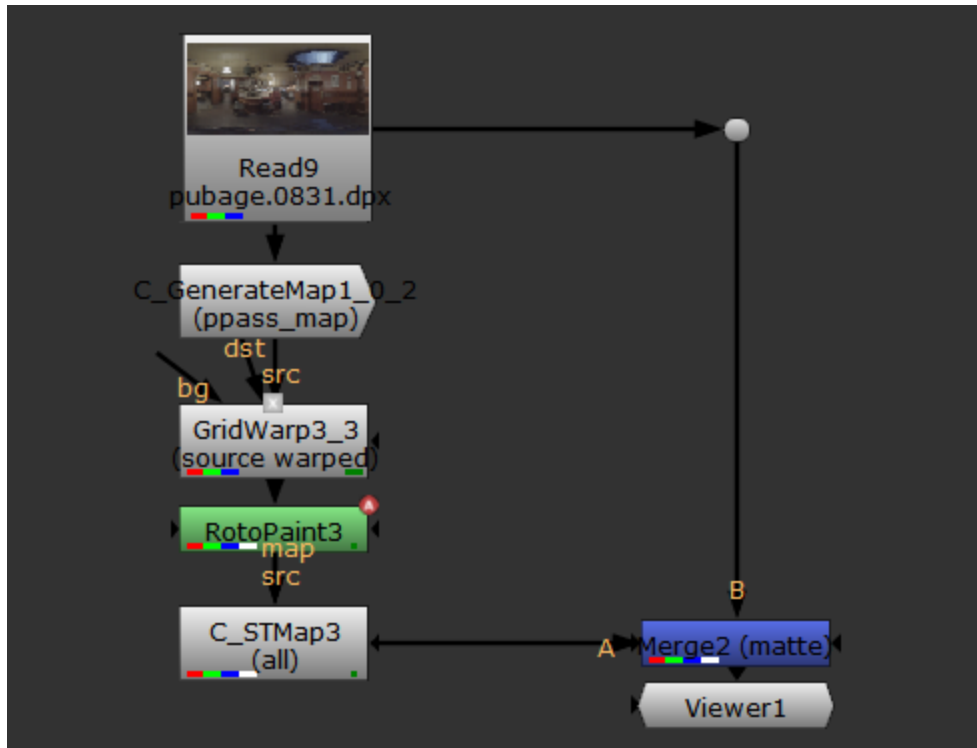 Read9
pubage.0831.dpx
C_GenerateMap1_0_2
(ppass_map)
dst
src
bg
x
GridWarp3_3
(source warped)
A
RotoPaint3
map
src
C_STMap3
(all)
A
B
Merge2 (matte)
Viewer1